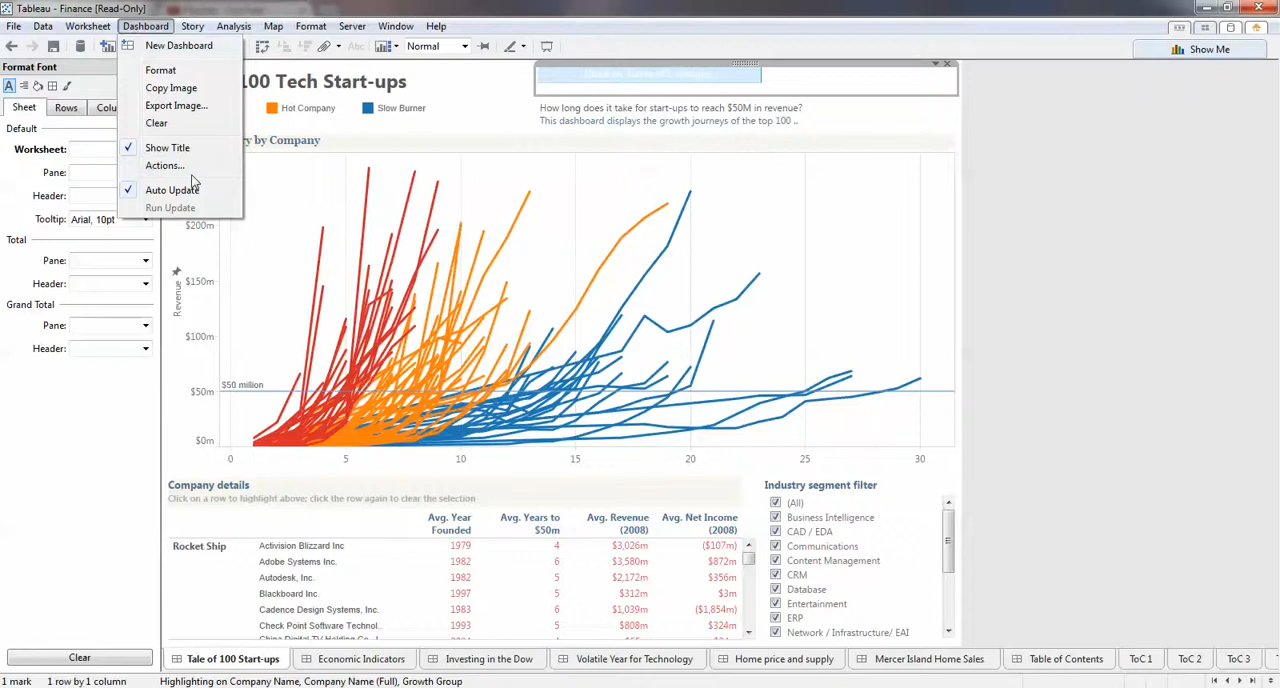 Tableau - Finance [Read-Only]
File Data Worksheet Dashboard Story Analysis Map Format Server Window Help
Abc Normal Show Me
Format Font
Sheet Rows Colu
Default
Worksheet:
Pane:
Header:
Tooltip: Arial, 10pt
Total
Pane:
Header:
Grand Total
Pane:
Header:
Clear
New Dashboard
Format
Copy Image
Export Image...
Clear
Show Title
Actions...
Auto Update
Run Update
100 Tech Start-ups
Hot Company Slow Burner
How long does it take for start-ups to reach $50M in revenue?
This dashboard displays the growth journeys of the top 100 ..
y by Company
Revenue
$200m
$150m
$100m
$50 million
$50m
$0m
0 5 10 15 20 25 30
Company details
Click on a row to highlight above; click the row again to clear the selection
Avg. Year Founded Avg. Years to $50m Avg. Revenue (2008) Avg. Net Income (2008)
Rocket Ship Activision Blizzard Inc 1979 4 $3,026m ($107m)
Adobe Systems Inc. 1982 6 $3,580m $872m
Autodesk, Inc. 1982 5 $2,172m $356m
Blackboard Inc. 1997 5 $312m $3m
Cadence Design Systems, Inc. 1983 6 $1,039m ($1,854m)
Check Point Software Technol.. 1993 5 $808m $324m
China Digital TV Holding Co.
Industry segment filter
(All)
Business Intelligence
CAD / EDA
Communications
Content Management
CRM
Database
Entertainment
ERP
Network / Infrastructure/ EAI
Tale of 100 Start-ups Economic Indicators Investing in the Dow Volatile Year for Technology Home price and supply Mercer Island Home Sales Table of Contents ToC 1 ToC 2 ToC 3
1 mark 1 row by 1 column Highlighting on Company Name, Company Name (Full), Growth Group